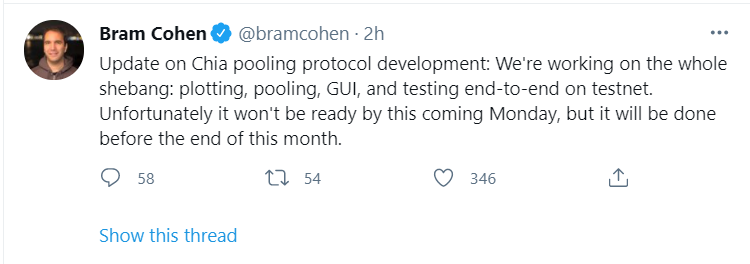 Bram Cohen @bramcohen · 2h
Update on Chia pooling protocol development: We're working on the whole
shebang: plotting, pooling, GUI, and testing end-to-end on testnet.
Unfortunately it won't be ready by this coming Monday, but it will be done
before the end of this month.
58 54 346
Show this thread